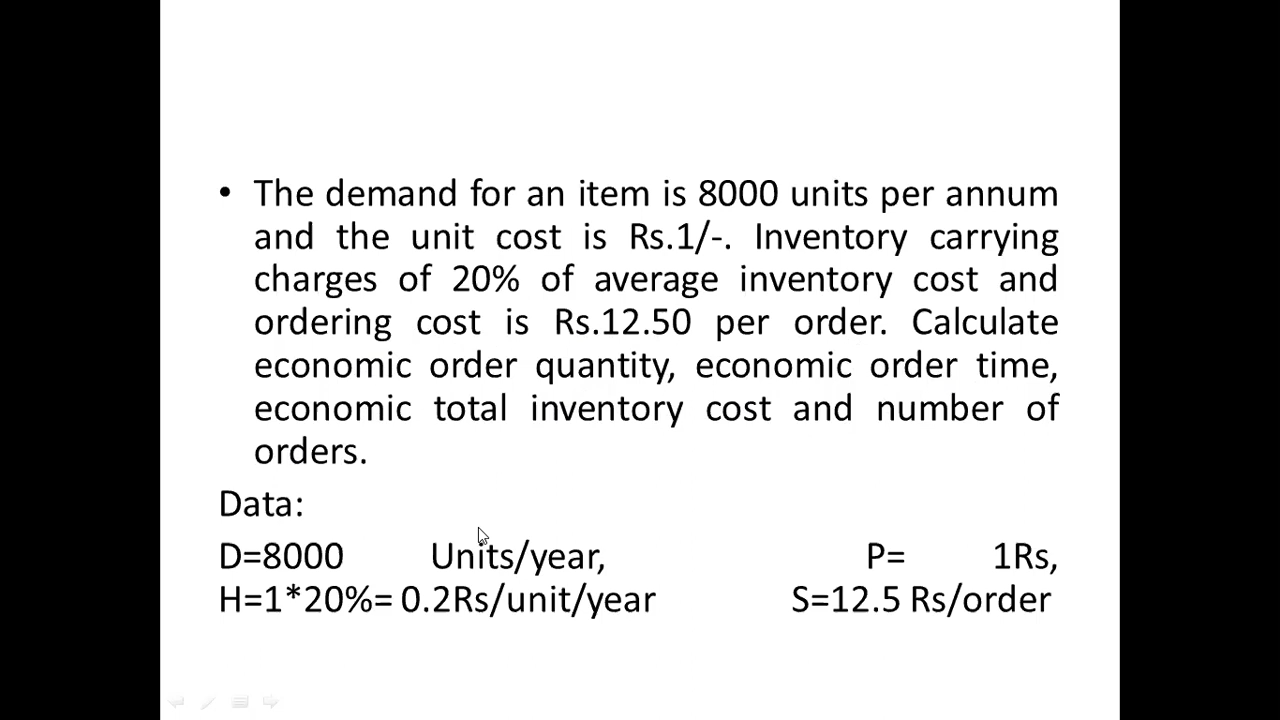 • The demand for an item is 8000 units per annum
and the unit cost is Rs.1/-. Inventory carrying
charges of 20% of average inventory cost and
ordering cost is Rs.12.50 per order. Calculate
economic order quantity, economic order time,
economic total inventory cost and number of
orders.
Data:
D=8000 Units/year, P= 1Rs,
H=1*20%= 0.2Rs/unit/year S=12.5 Rs/order